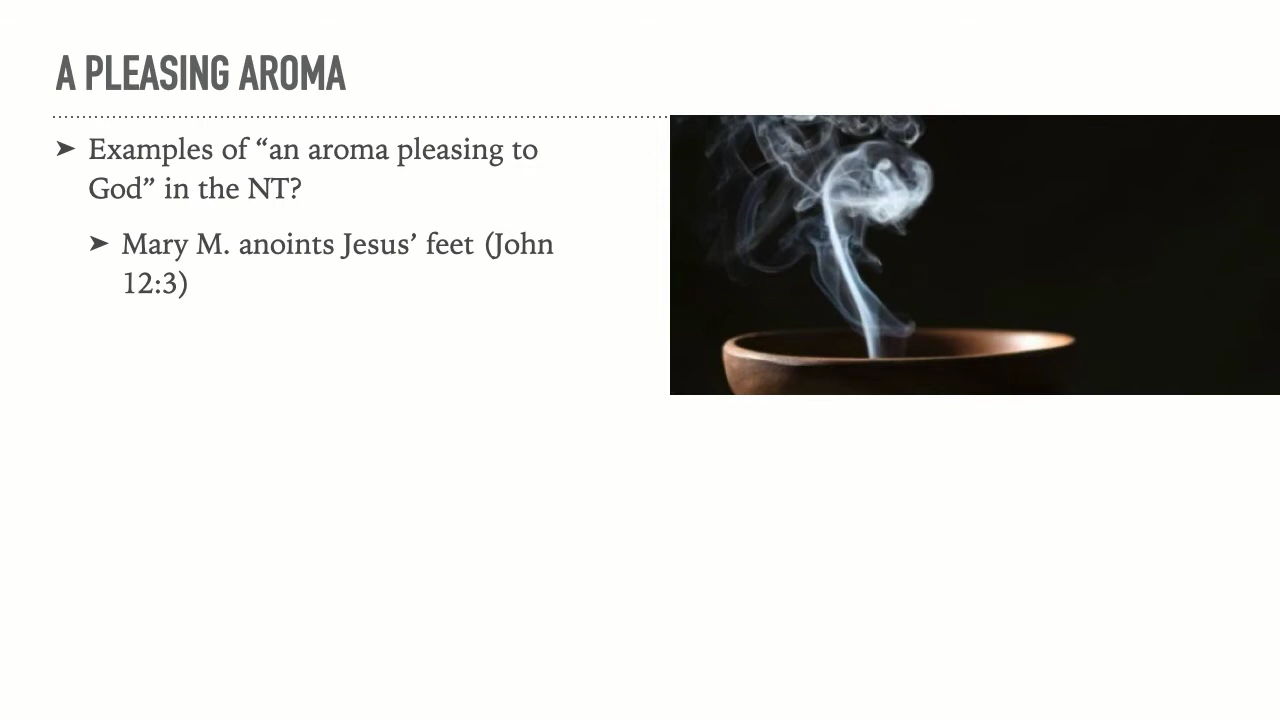 A PLEASING AROMA
➤ Examples of “an aroma pleasing to
God” in the NT?
➤ Mary M. anoints Jesus’ feet (John
12:3)